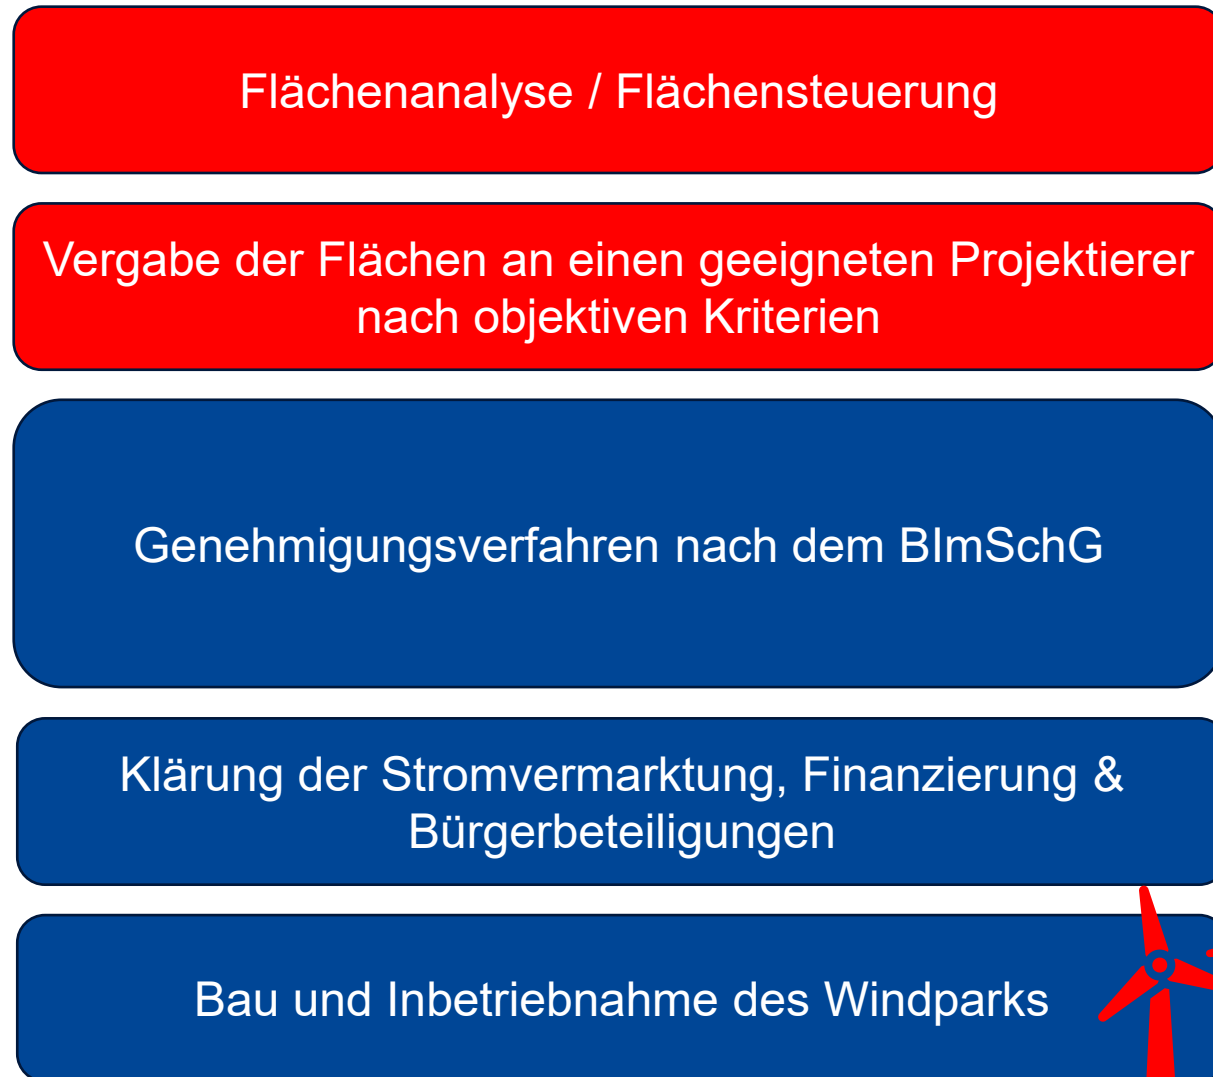 Flächenanalyse / Flächensteuerung
Vergabe der Flächen an einen geeigneten Projektierer
nach objektiven Kriterien
Genehmigungsverfahren nach dem BImSchG
Klärung der Stromvermarktung, Finanzierung &
Bürgerbeteiligungen
Bau und Inbetriebnahme des Windparks